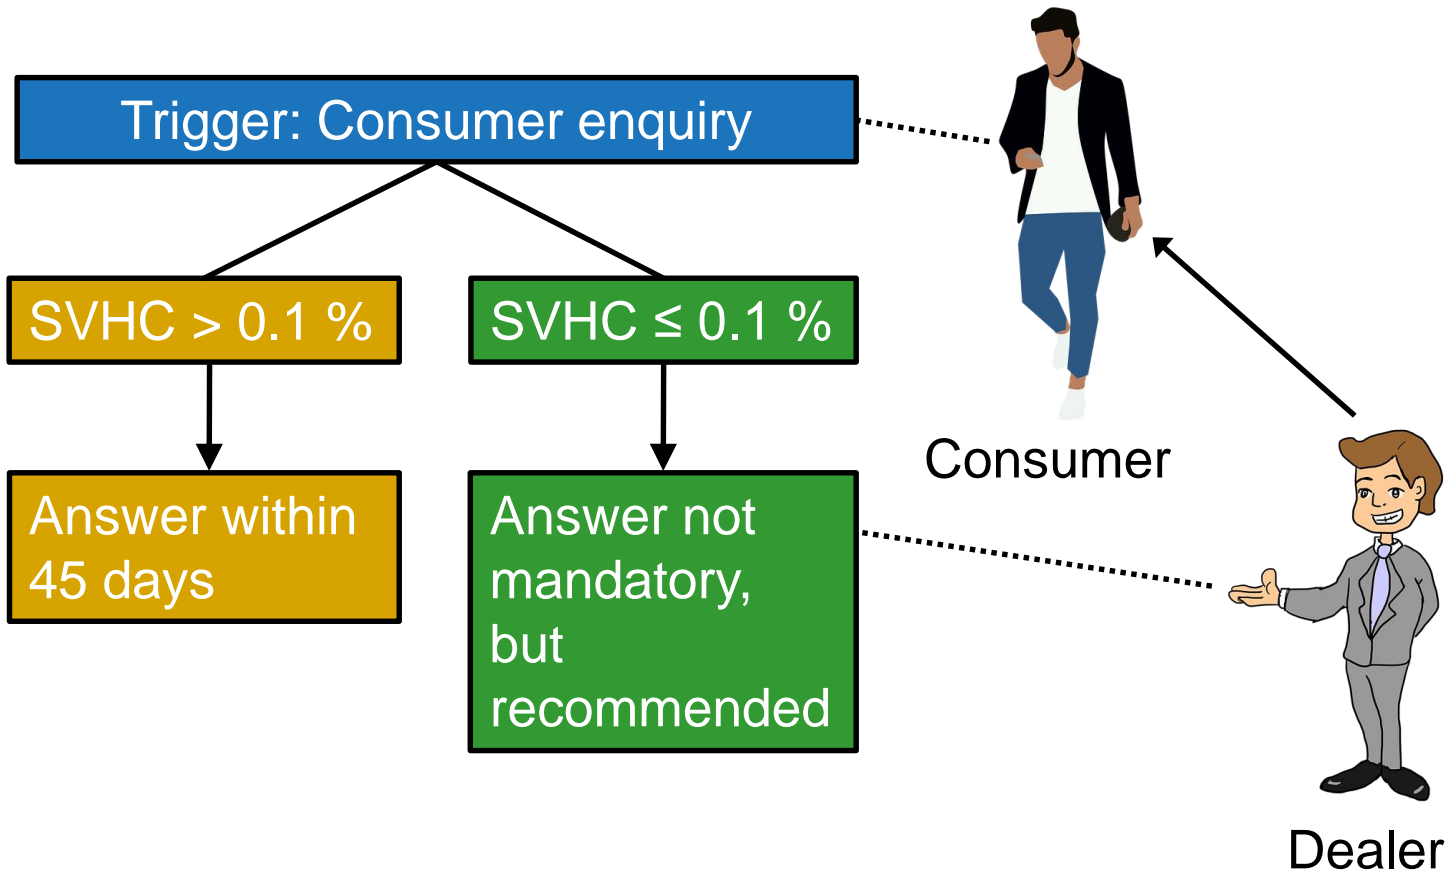 Trigger: Consumer enquiry
SVHC > 0.1 %
SVHC ≤ 0.1 %
Answer within
45 days
Answer not
mandatory,
but
recommended
Consumer
Dealer